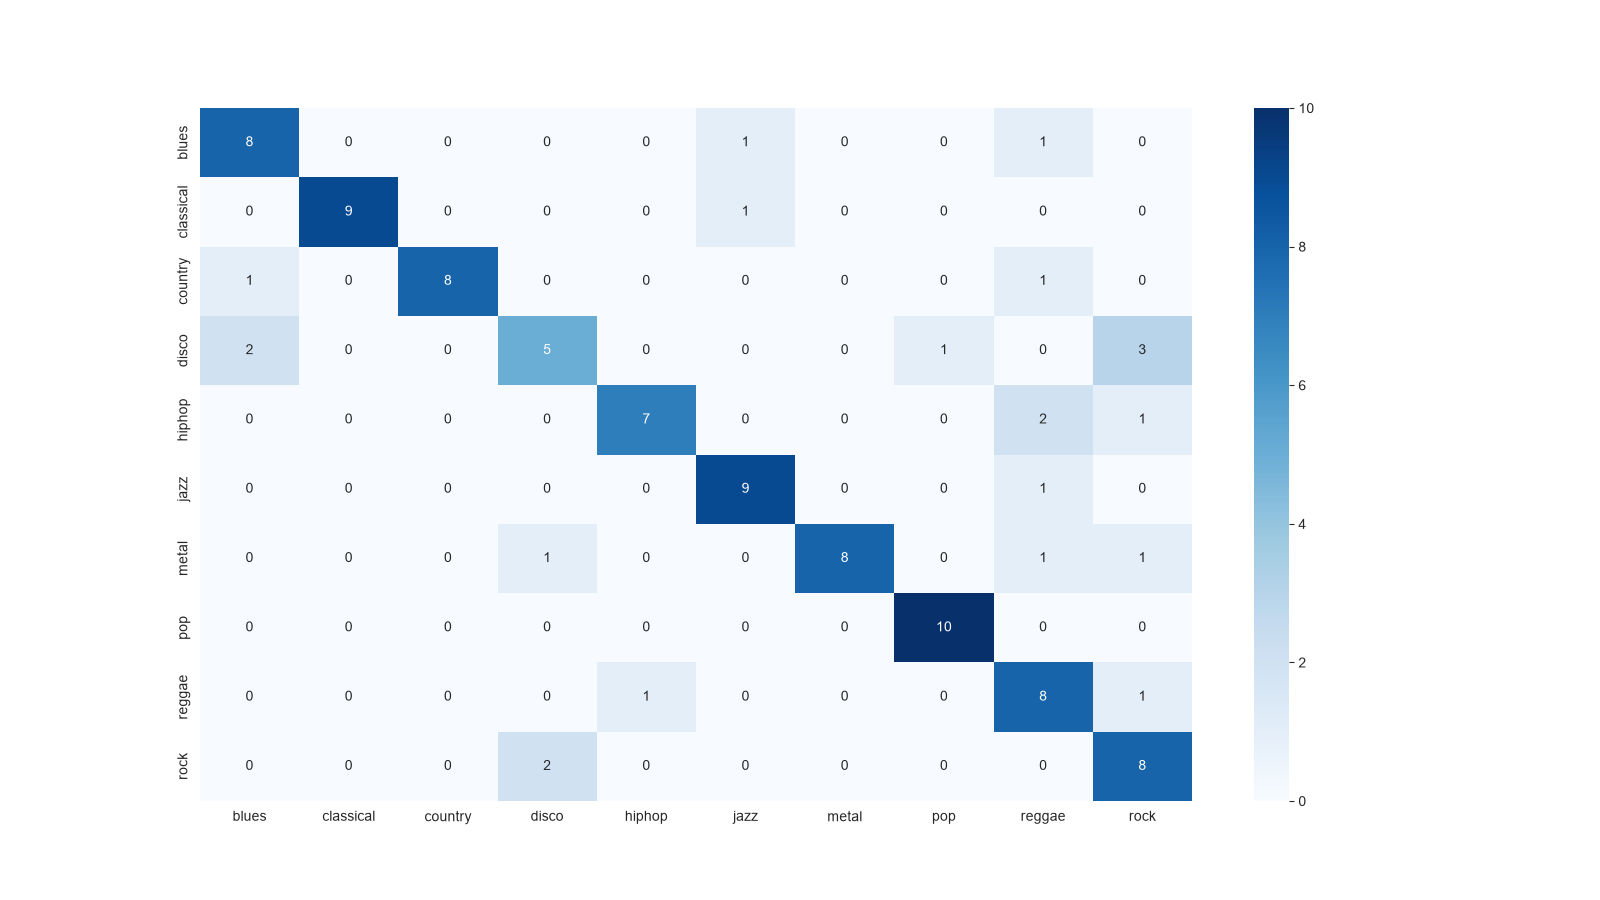 10
blues 8 0 0 0 0 1 0 0 1 0
classical 0 9 0 0 0 1 0 0 0 0
8
country 1 0 8 0 0 0 0 0 1 0
disco 2 0 0 5 0 0 0 1 0 3
6
hiphop 0 0 0 0 7 0 0 0 2 1
jazz 0 0 0 0 0 9 0 0 1 0
4
metal 0 0 0 1 0 0 8 0 1 1
pop 0 0 0 0 0 0 0 10 0 0
2
reggae 0 0 0 0 1 0 0 0 8 1
rock 0 0 0 2 0 0 0 0 0 8
0
blues classical country disco hiphop jazz metal pop reggae rock